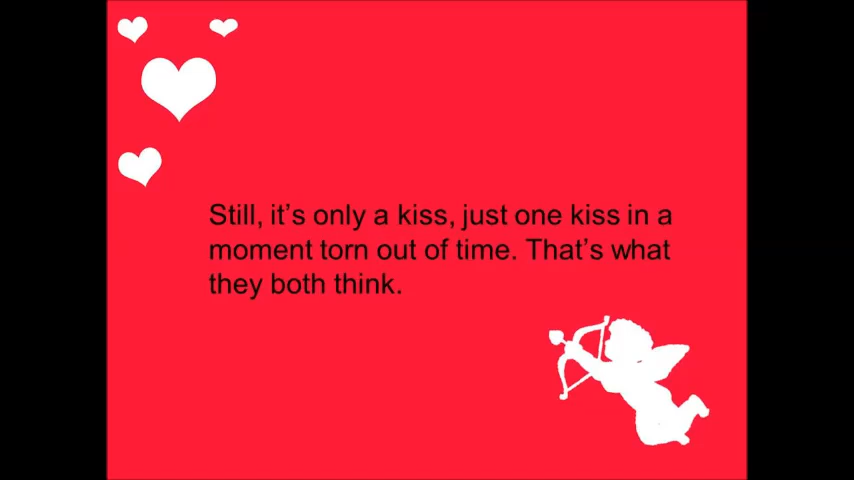 Still, it’s only a kiss, just one kiss in a
moment torn out of time. That’s what
they both think.